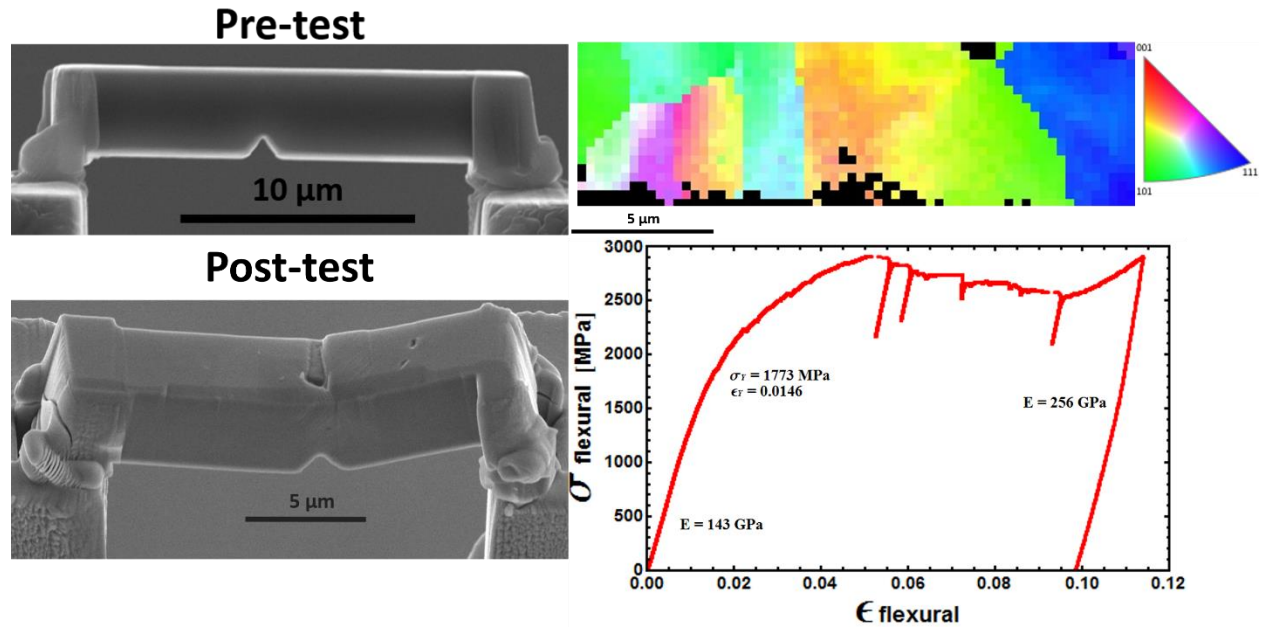 Pre-test
10 µm
001
101
111
5 µm
Post-test
5 µm
σ flexural [MPa]
3000
2500
2000
1500
1000
500
0
σY = 1773 MPa
ϵY = 0.0146
E = 256 GPa
E = 143 GPa
0.00 0.02 0.04 0.06 0.08 0.10 0.12
ϵ flexural